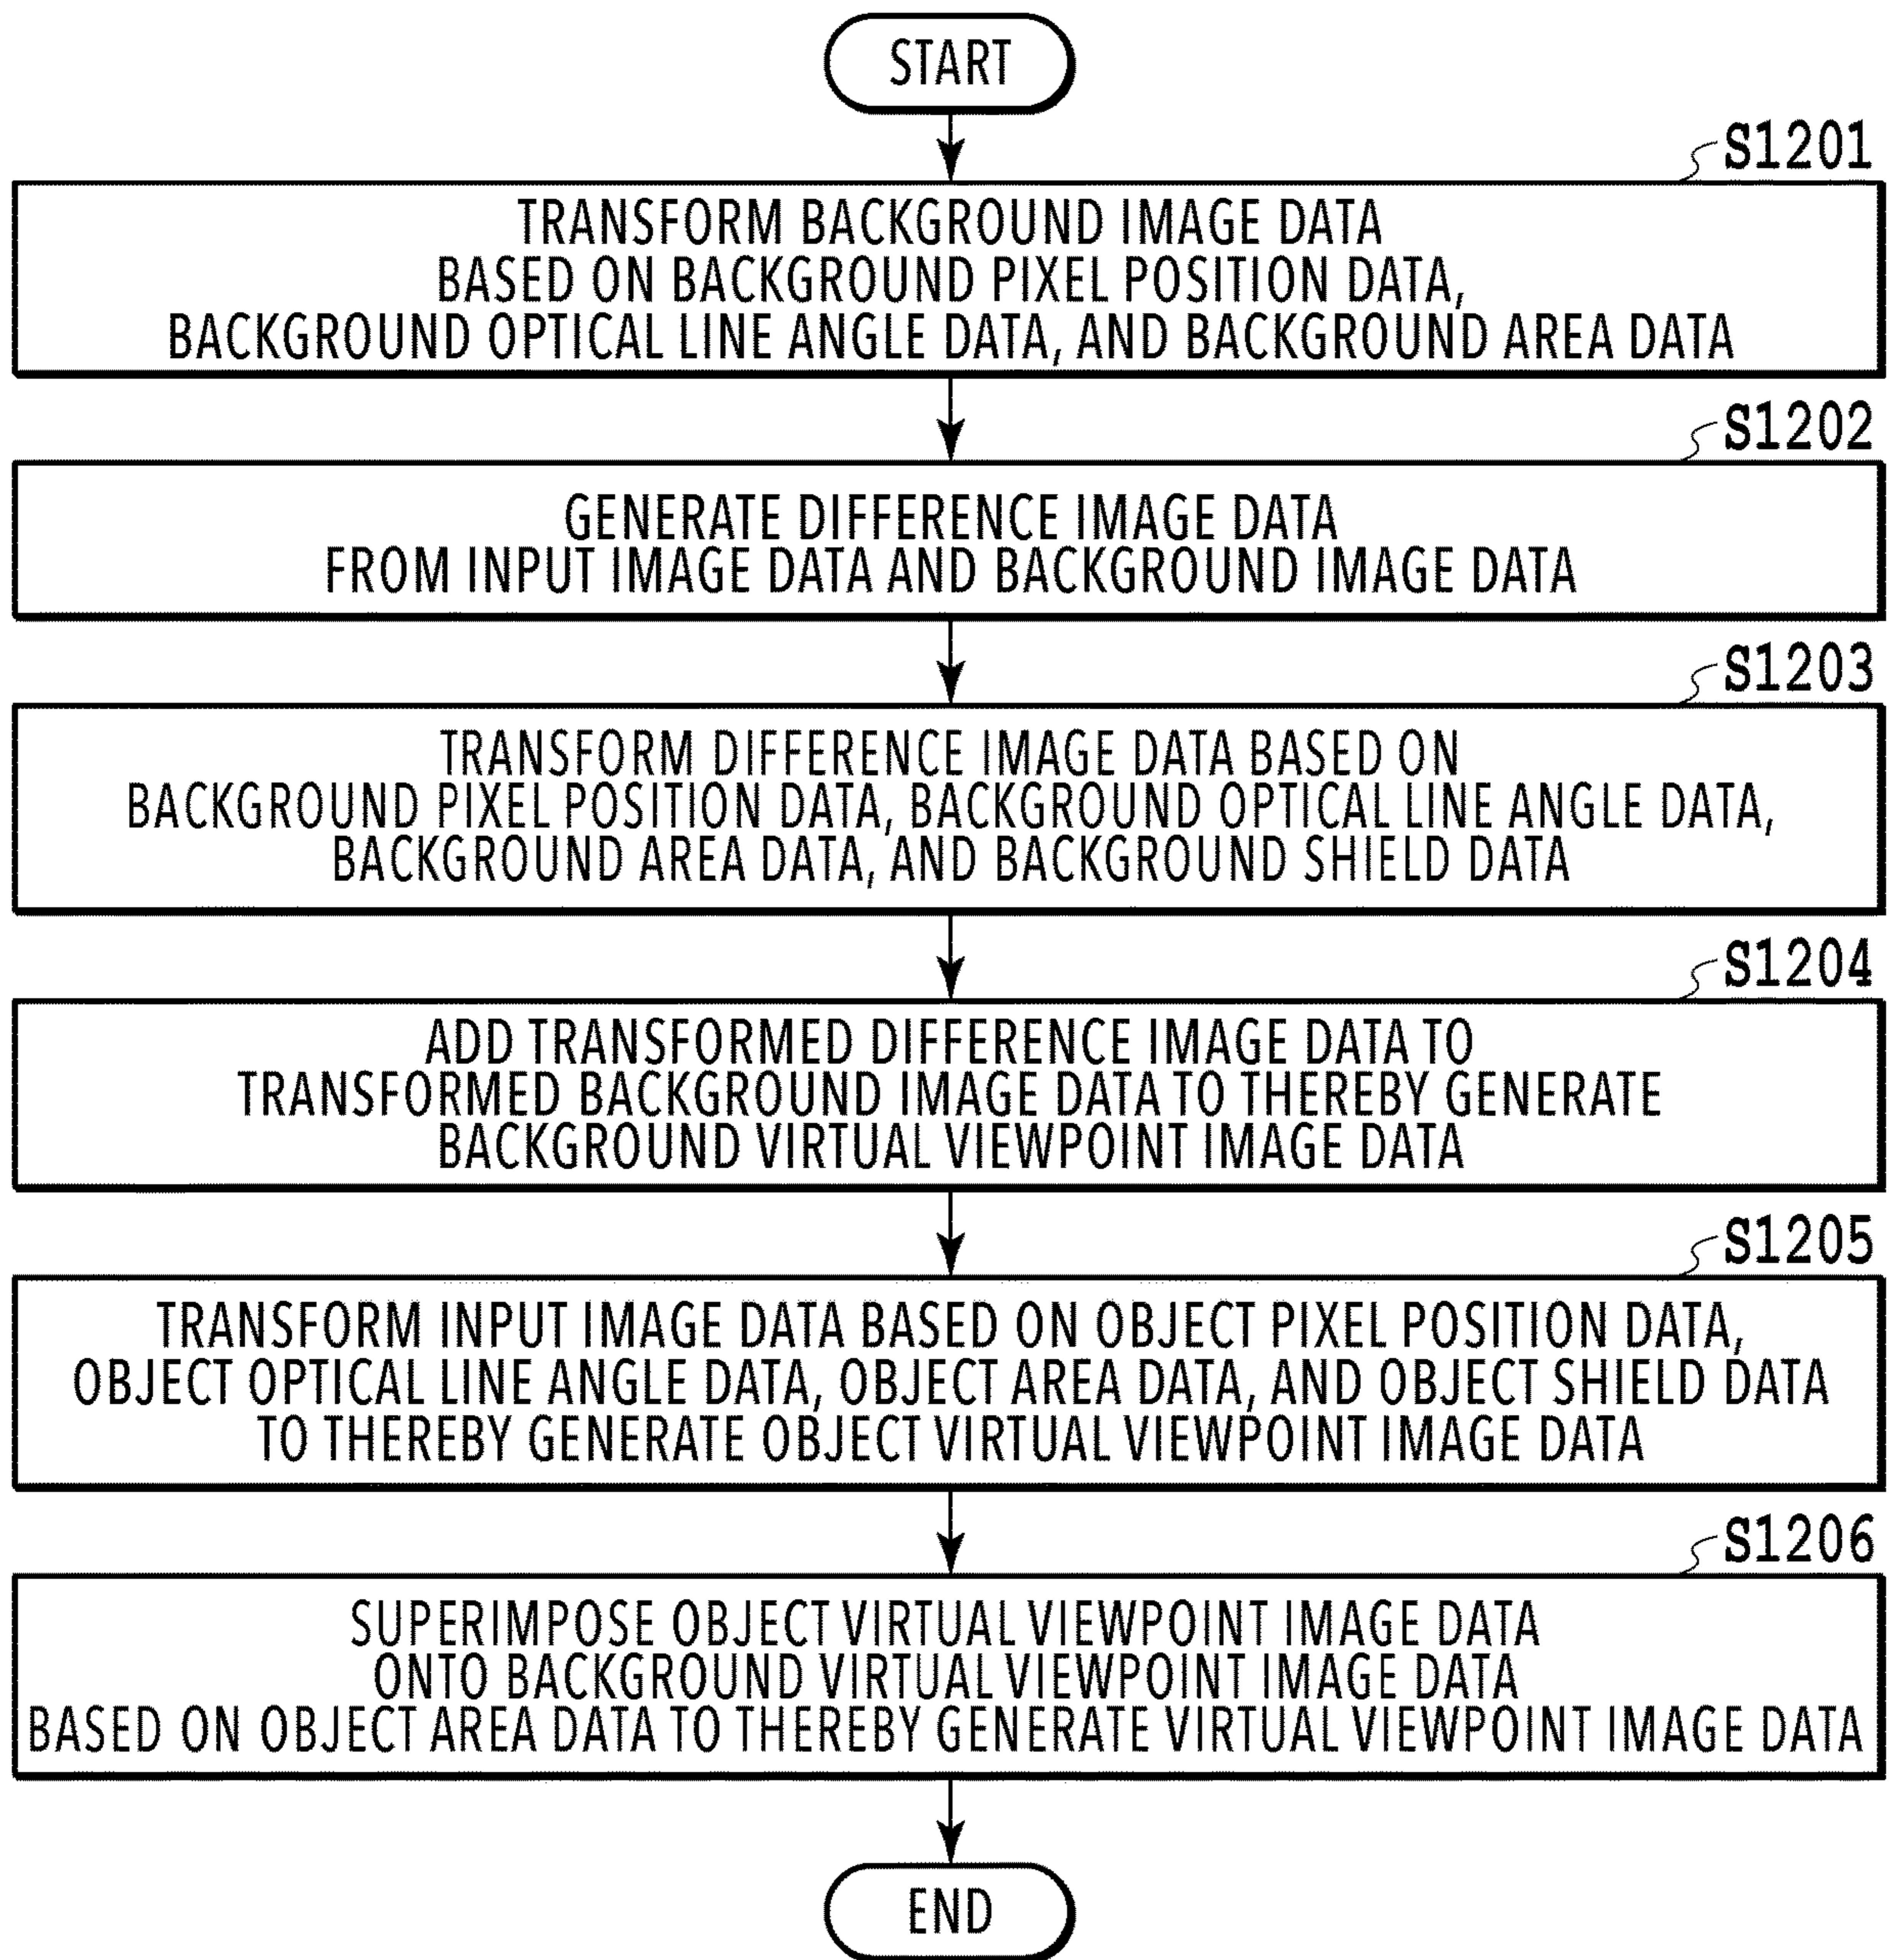 START
S1201
TRANSFORM BACKGROUND IMAGE DATA
BASED ON BACKGROUND PIXEL POSITION DATA,
BACKGROUND OPTICAL LINE ANGLE DATA, AND BACKGROUND AREA DATA
S1202
GENERATE DIFFERENCE IMAGE DATA
FROM INPUT IMAGE DATA AND BACKGROUND IMAGE DATA
S1203
TRANSFORM DIFFERENCE IMAGE DATA BASED ON
BACKGROUND PIXEL POSITION DATA, BACKGROUND OPTICAL LINE ANGLE DATA,
BACKGROUND AREA DATA, AND BACKGROUND SHIELD DATA
S1204
ADD TRANSFORMED DIFFERENCE IMAGE DATA TO
TRANSFORMED BACKGROUND IMAGE DATA TO THEREBY GENERATE
BACKGROUND VIRTUAL VIEWPOINT IMAGE DATA
S1205
TRANSFORM INPUT IMAGE DATA BASED ON OBJECT PIXEL POSITION DATA,
OBJECT OPTICAL LINE ANGLE DATA, OBJECT AREA DATA, AND OBJECT SHIELD DATA
TO THEREBY GENERATE OBJECT VIRTUAL VIEWPOINT IMAGE DATA
S1206
SUPERIMPOSE OBJECT VIRTUAL VIEWPOINT IMAGE DATA
ONTO BACKGROUND VIRTUAL VIEWPOINT IMAGE DATA
BASED ON OBJECT AREA DATA TO THEREBY GENERATE VIRTUAL VIEWPOINT IMAGE DATA
END